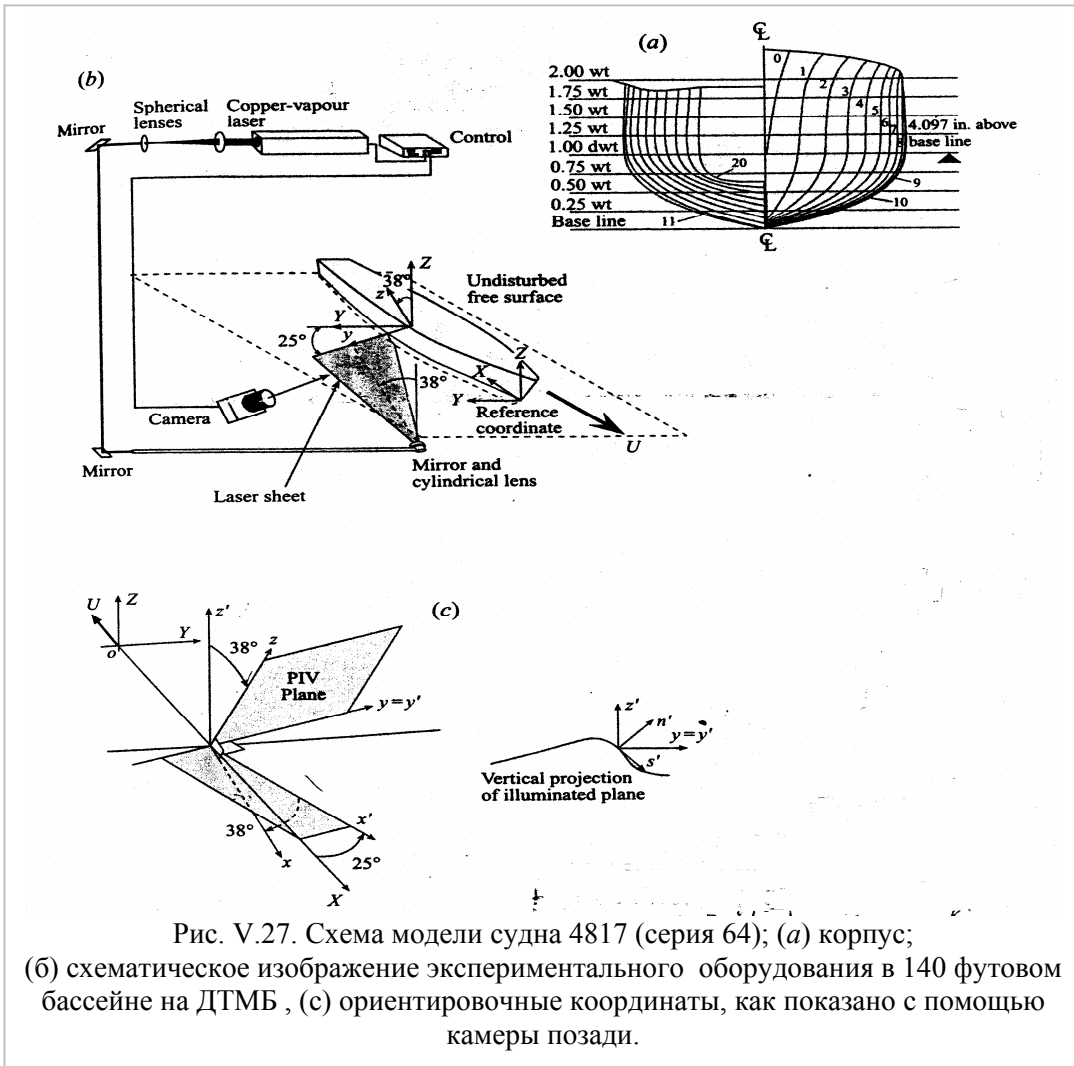 (b)
Mirror
Spherical
lenses
Copper-vapour
laser
Control
(a)
℄
2.00 wt
1.75 wt
1.50 wt
1.25 wt
1.00 dwt
0.75 wt
0.50 wt
0.25 wt
Base line
0
1
2
3
4
5
6
7
8
4.097 in. above
base line
20
9
10
11
℄
Z
38°
z
Undisturbed
free surface
Y
25°
y
38°
Z
X
Y
Reference
coordinate
U
Camera
Mirror
Mirror and
cylindrical lens
Laser sheet
(c)
U
Z
z'
Y
o
38°
z
PIV
Plane
y=y'
z'
n'
y=y'
s'
Vertical projection
of illuminated plane
38°
x'
x
25°
X
Рис. V.27. Схема модели судна 4817 (серия 64); (a) корпус;
(б) схематическое изображение экспериментального оборудования в 140 футовом
бассейне на ДТМБ , (с) ориентировочные координаты, как показано с помощью
камеры позади.